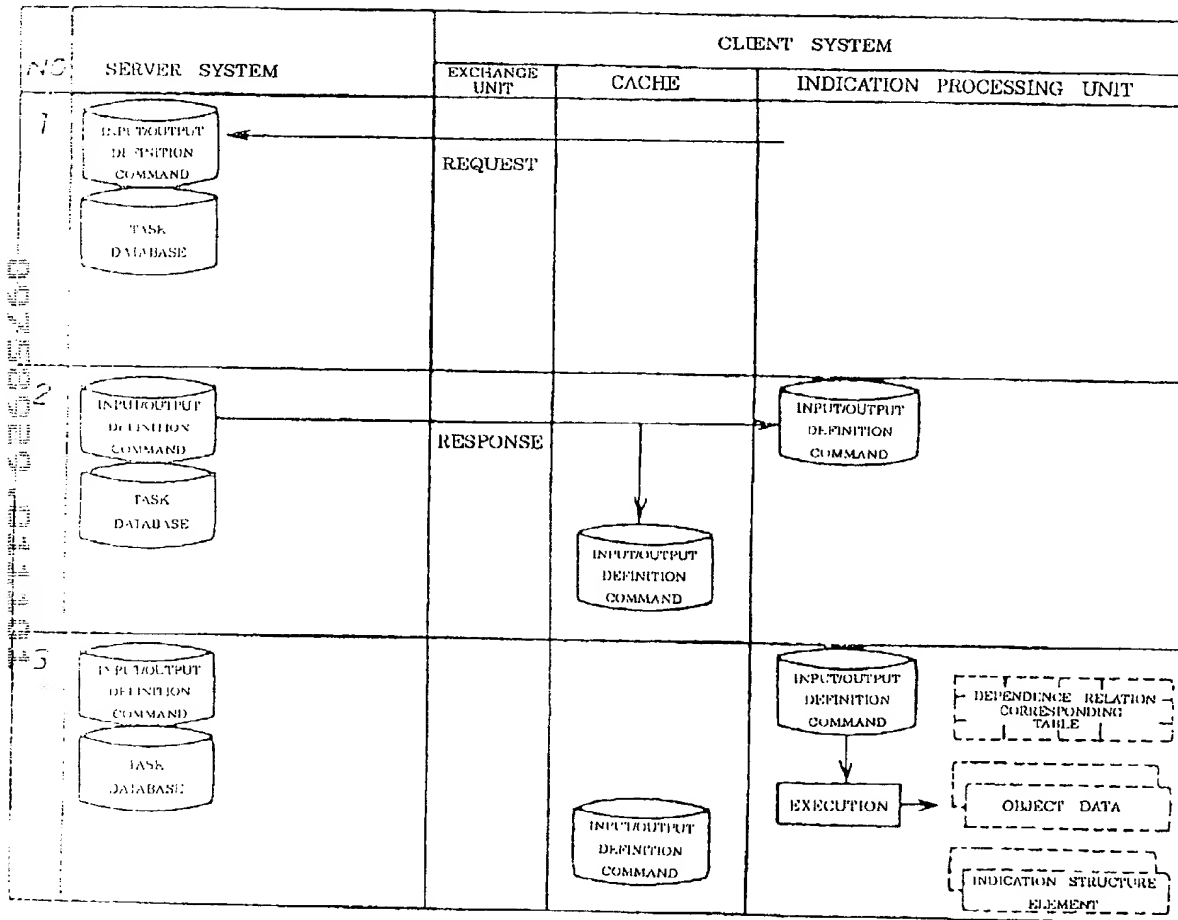 CLIENT SYSTEM
NO
SERVER SYSTEM
EXCHANGE
UNIT
CACHE
INDICATION PROCESSING UNIT
1
INPUT/OUTPUT
DEFINITION
COMMAND
REQUEST
TASK
DATABASE
2
INPUT/OUTPUT
DEFINITION
COMMAND
RESPONSE
INPUT/OUTPUT
DEFINITION
COMMAND
TASK
DATABASE
INPUT/OUTPUT
DEFINITION
COMMAND
3
INPUT/OUTPUT
DEFINITION
COMMAND
INPUT/OUTPUT
DEFINITION
COMMAND
DEPENDENCE RELATION
CORRESPONDING
TABLE
TASK
DATABASE
EXECUTION
OBJECT DATA
INPUT/OUTPUT
DEFINITION
COMMAND
INDICATION STRUCTURE
ELEMENT